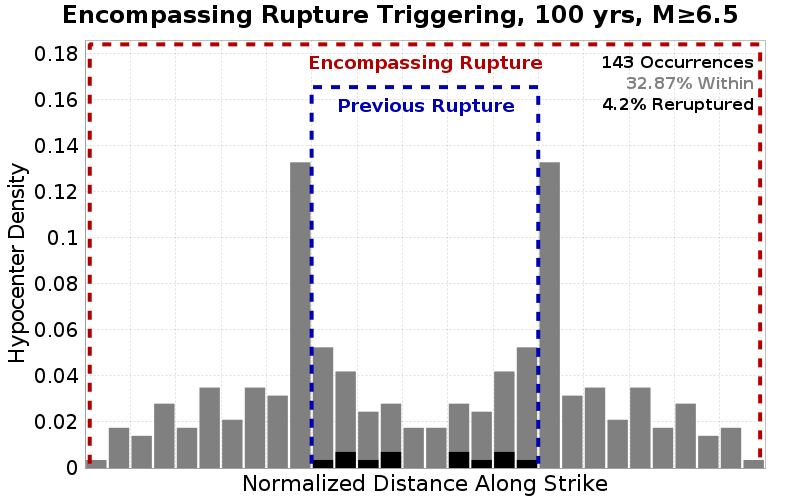 Encompassing Rupture Triggering, 100 yrs, M≥6.5
Encompassing Rupture
Previous Rupture
143 Occurrences
32.87% Within
4.2% Reruptured
Hypocenter Density
0.18
0.16
0.14
0.12
0.1
0.08
0.06
0.04
0.02
0
Normalized Distance Along Strike